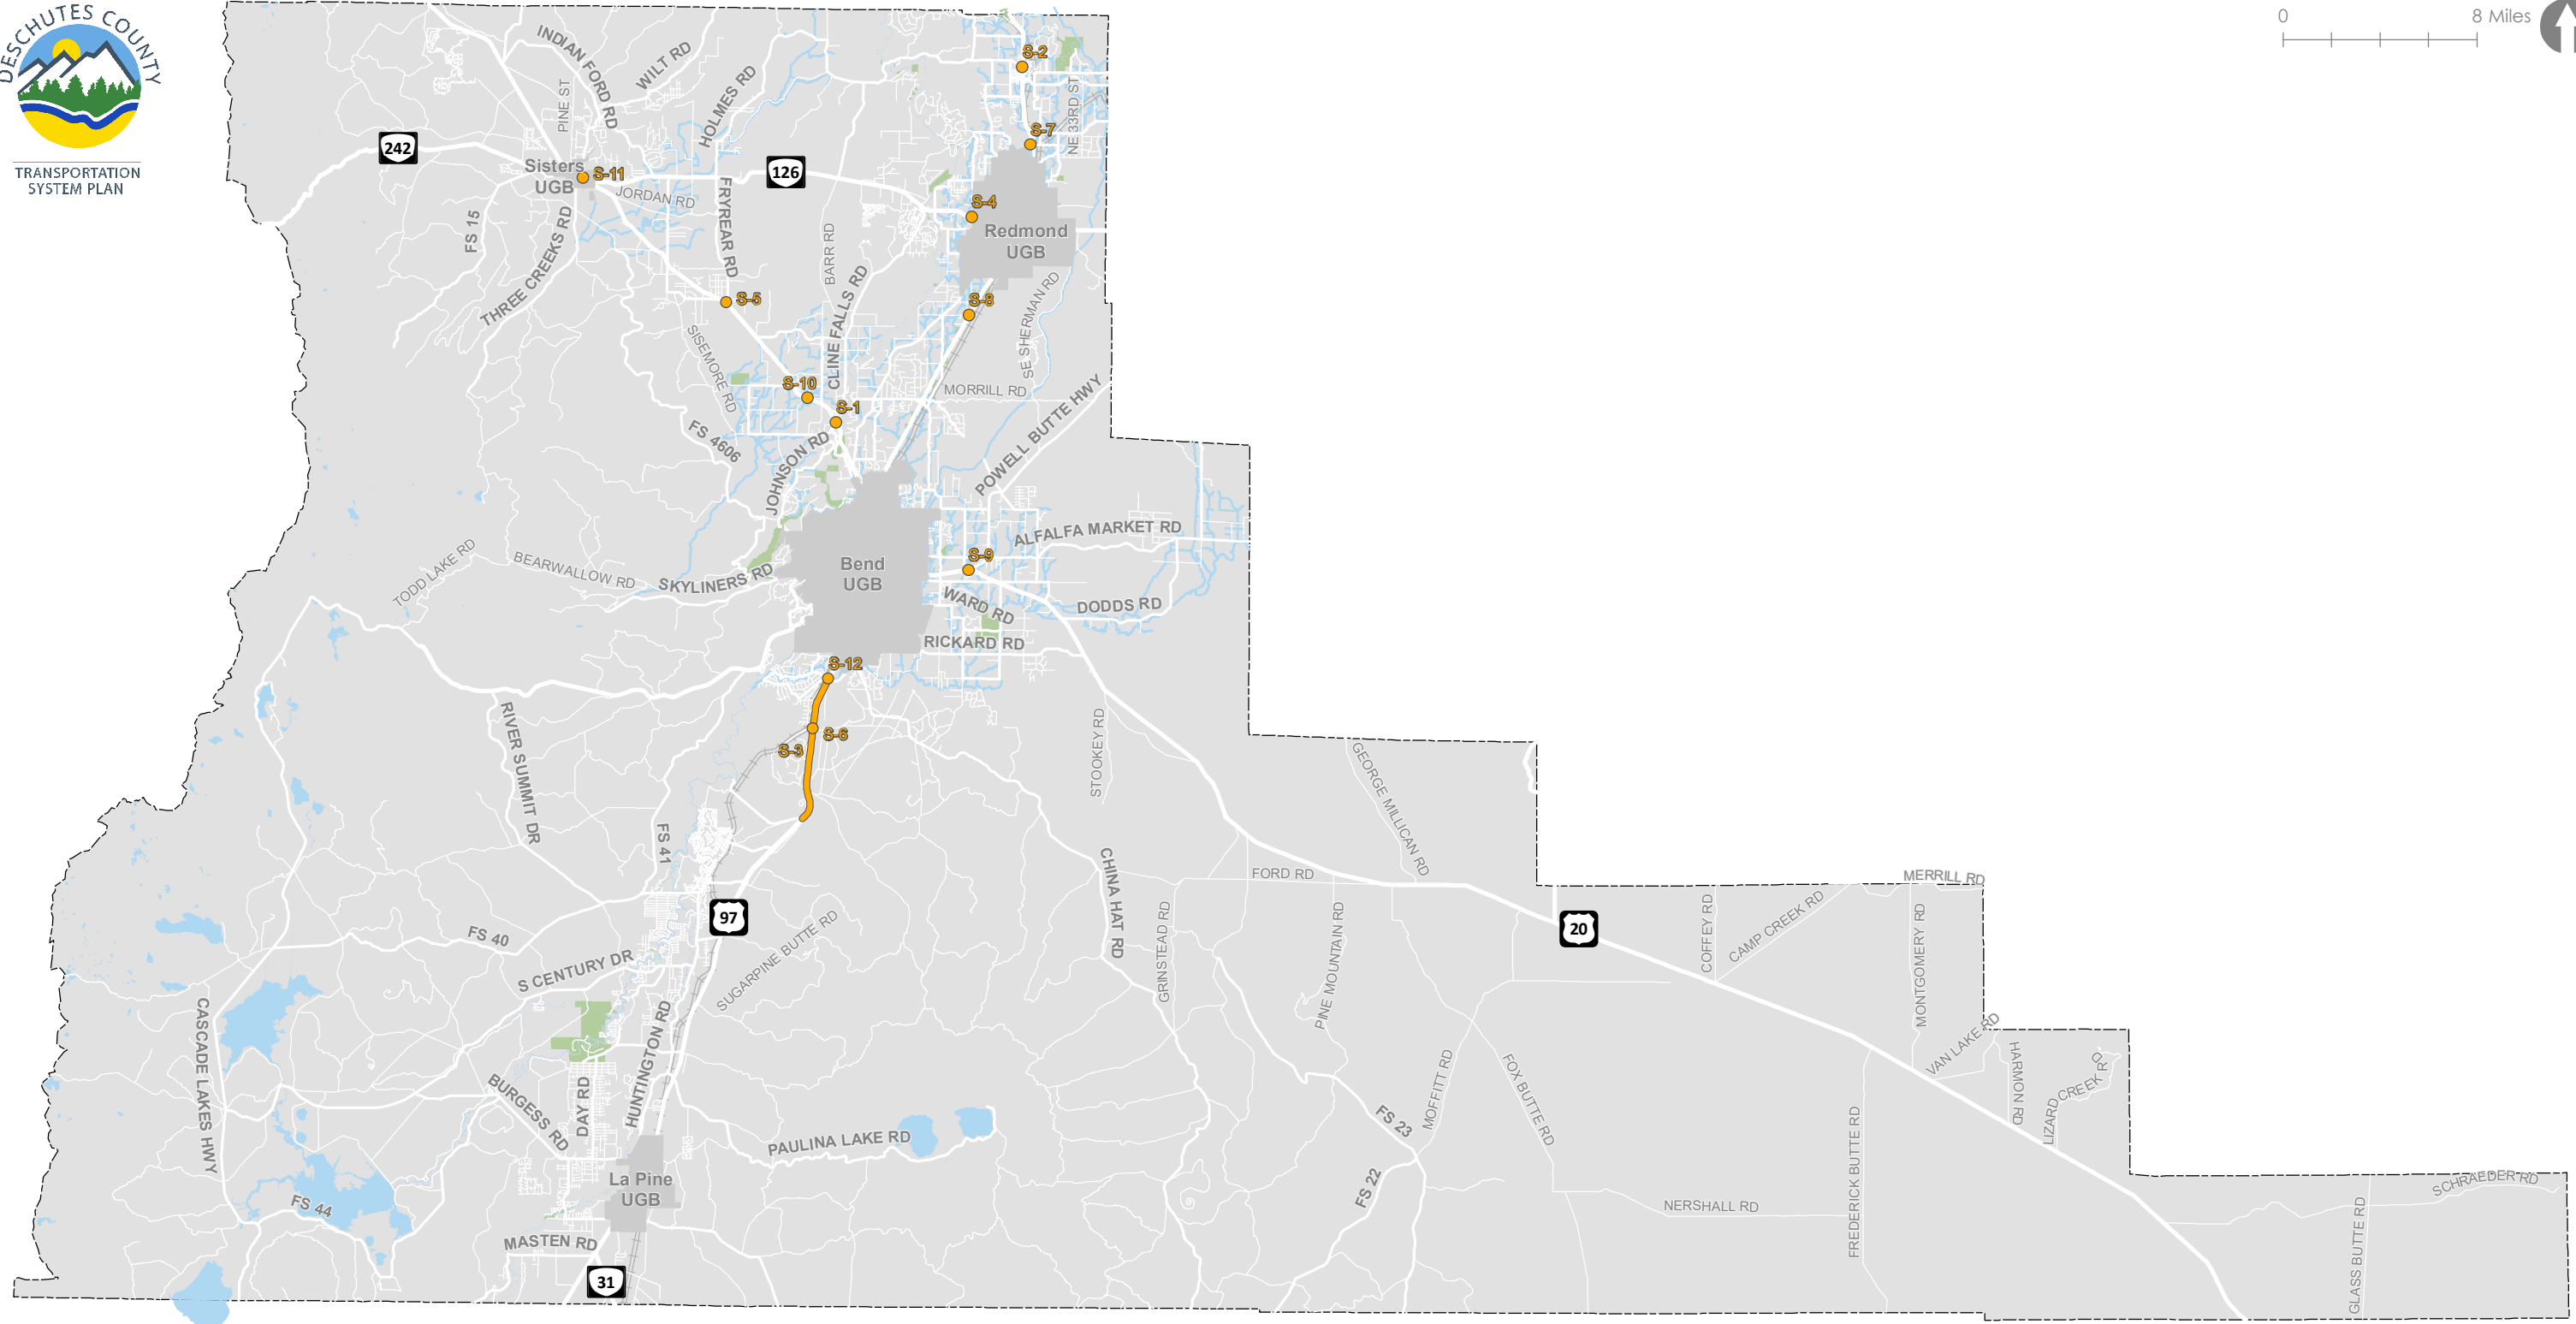 DESCHUTES COUNTY
TRANSPORTATION
SYSTEM PLAN
0 8 Miles
INDIAN FORD RD
WILT RD
HOLMES RD
PINE ST
S-2
NE 33RD ST
S-7
242
126
Sisters
UGB
S-11
JORDAN RD
FRYREAR RD
FS 15
THREE CREEKS RD
BARR RD
S-4
Redmond
UGB
CLINE FALLS RD
S-5
S-8
SE SHERMAN RD
SISEMORE RD
S-10
MORRILL RD
POWELL BUTTE HWY
S-1
FS 4606
JOHNSON RD
ALFALFA MARKET RD
TODD LAKE RD
BEARWALLOW RD
SKYLINERS RD
Bend
UGB
S-9
WARD RD
DODDS RD
RICKARD RD
S-12
S-6
S-3
RIVER SUMMIT DR
STOOKEY RD
GEORGE MILLICAN RD
FS 41
CHINA HAT RD
FORD RD
MERRILL RD
97
20
FS 40
S CENTURY DR
SUGARPINE BUTTE RD
GRINSTEAD RD
PINE MOUNTAIN RD
COFFEY RD
CAMP CREEK RD
MONTGOMERY RD
CASCADE LAKES HWY
HUNTINGTON RD
VAN LAKE RD
HARMON RD
LIZARD CREEK RD
BURGESS RD
DAY RD
MOFFITT RD
FOX BUTTE RD
FS 23
PAULINA LAKE RD
FREDERICK BUTTE RD
La Pine
UGB
FS 22
FS 44
NERSHALL RD
SCHRAEDER RD
GLASS BUTTE RD
MASTEN RD
31